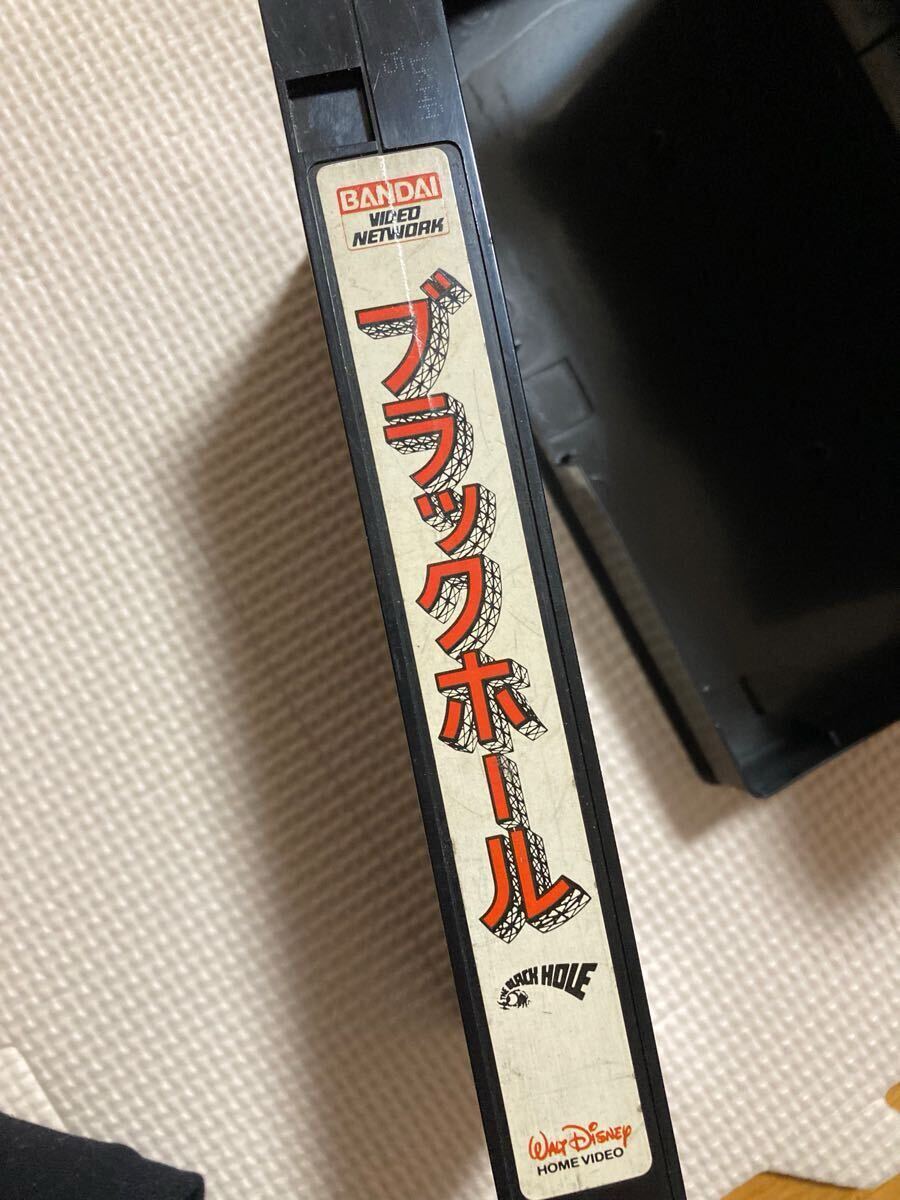 BANDAI
VIDEO
NETWORK
ブラックホール
THE BLACK HOLE
WALT DISNEY
HOME VIDEO